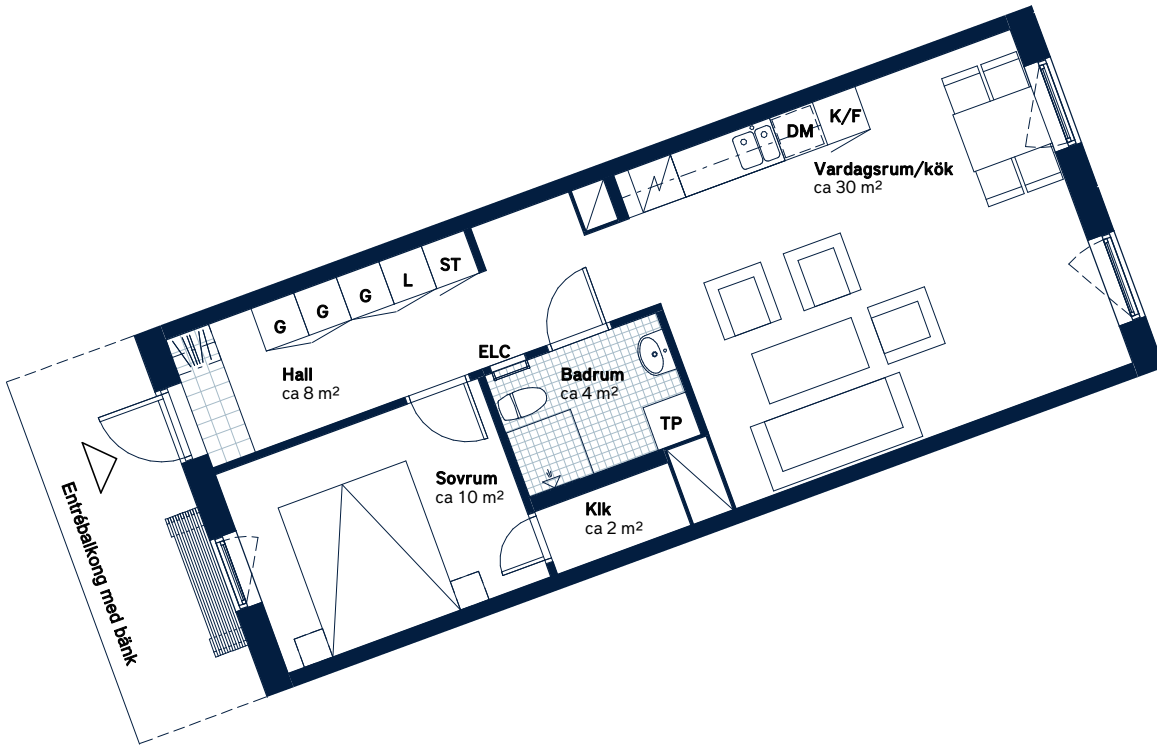 K/F
DM
Vardagsrum/kök
ca 30 m²
ST
L
G
G
G
ELC
Hall
ca 8 m²
Badrum
ca 4 m²
TP
Sovrum
ca 10 m²
Klk
ca 2 m²
Entrébalkong med bänk